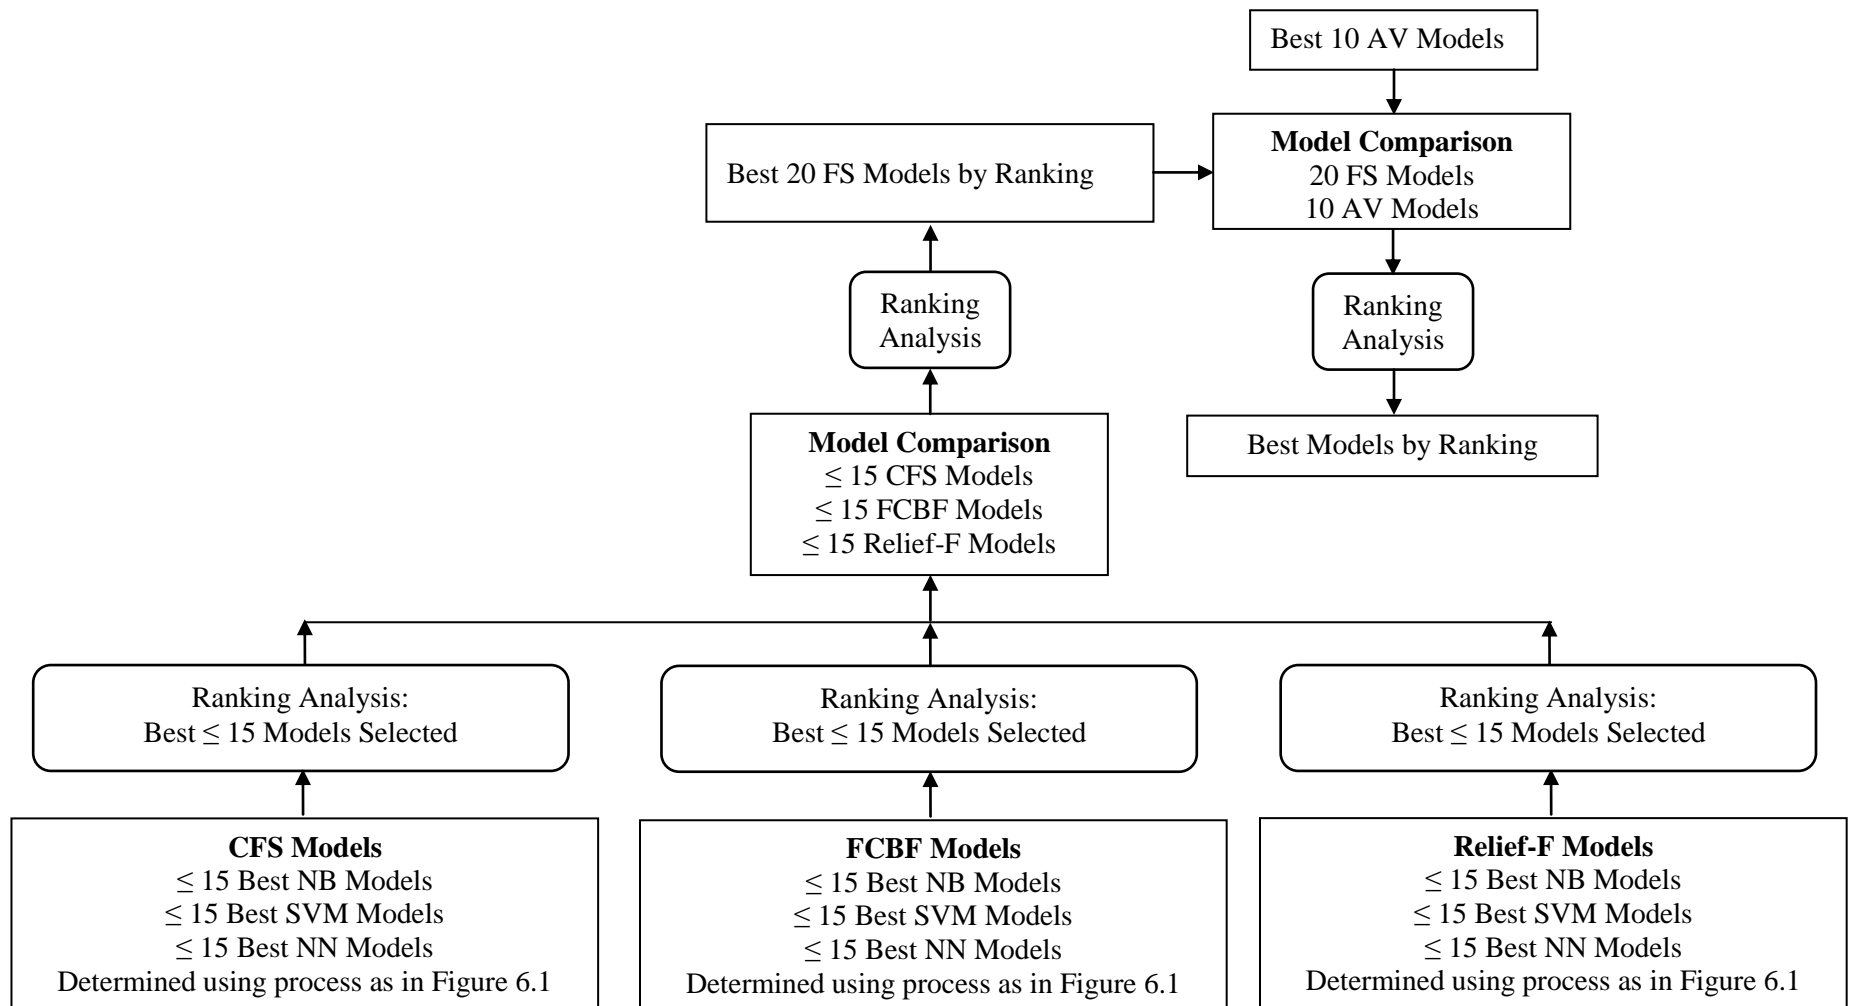 Best 10 AV Models
Best 20 FS Models by Ranking
Model Comparison
20 FS Models
10 AV Models
Ranking
Analysis
Ranking
Analysis
Model Comparison
≤ 15 CFS Models
≤ 15 FCBF Models
≤ 15 Relief-F Models
Best Models by Ranking
Ranking Analysis:
Best ≤ 15 Models Selected
Ranking Analysis:
Best ≤ 15 Models Selected
Ranking Analysis:
Best ≤ 15 Models Selected
CFS Models
≤ 15 Best NB Models
≤ 15 Best SVM Models
≤ 15 Best NN Models
Determined using process as in Figure 6.1
FCBF Models
≤ 15 Best NB Models
≤ 15 Best SVM Models
≤ 15 Best NN Models
Determined using process as in Figure 6.1
Relief-F Models
≤ 15 Best NB Models
≤ 15 Best SVM Models
≤ 15 Best NN Models
Determined using process as in Figure 6.1